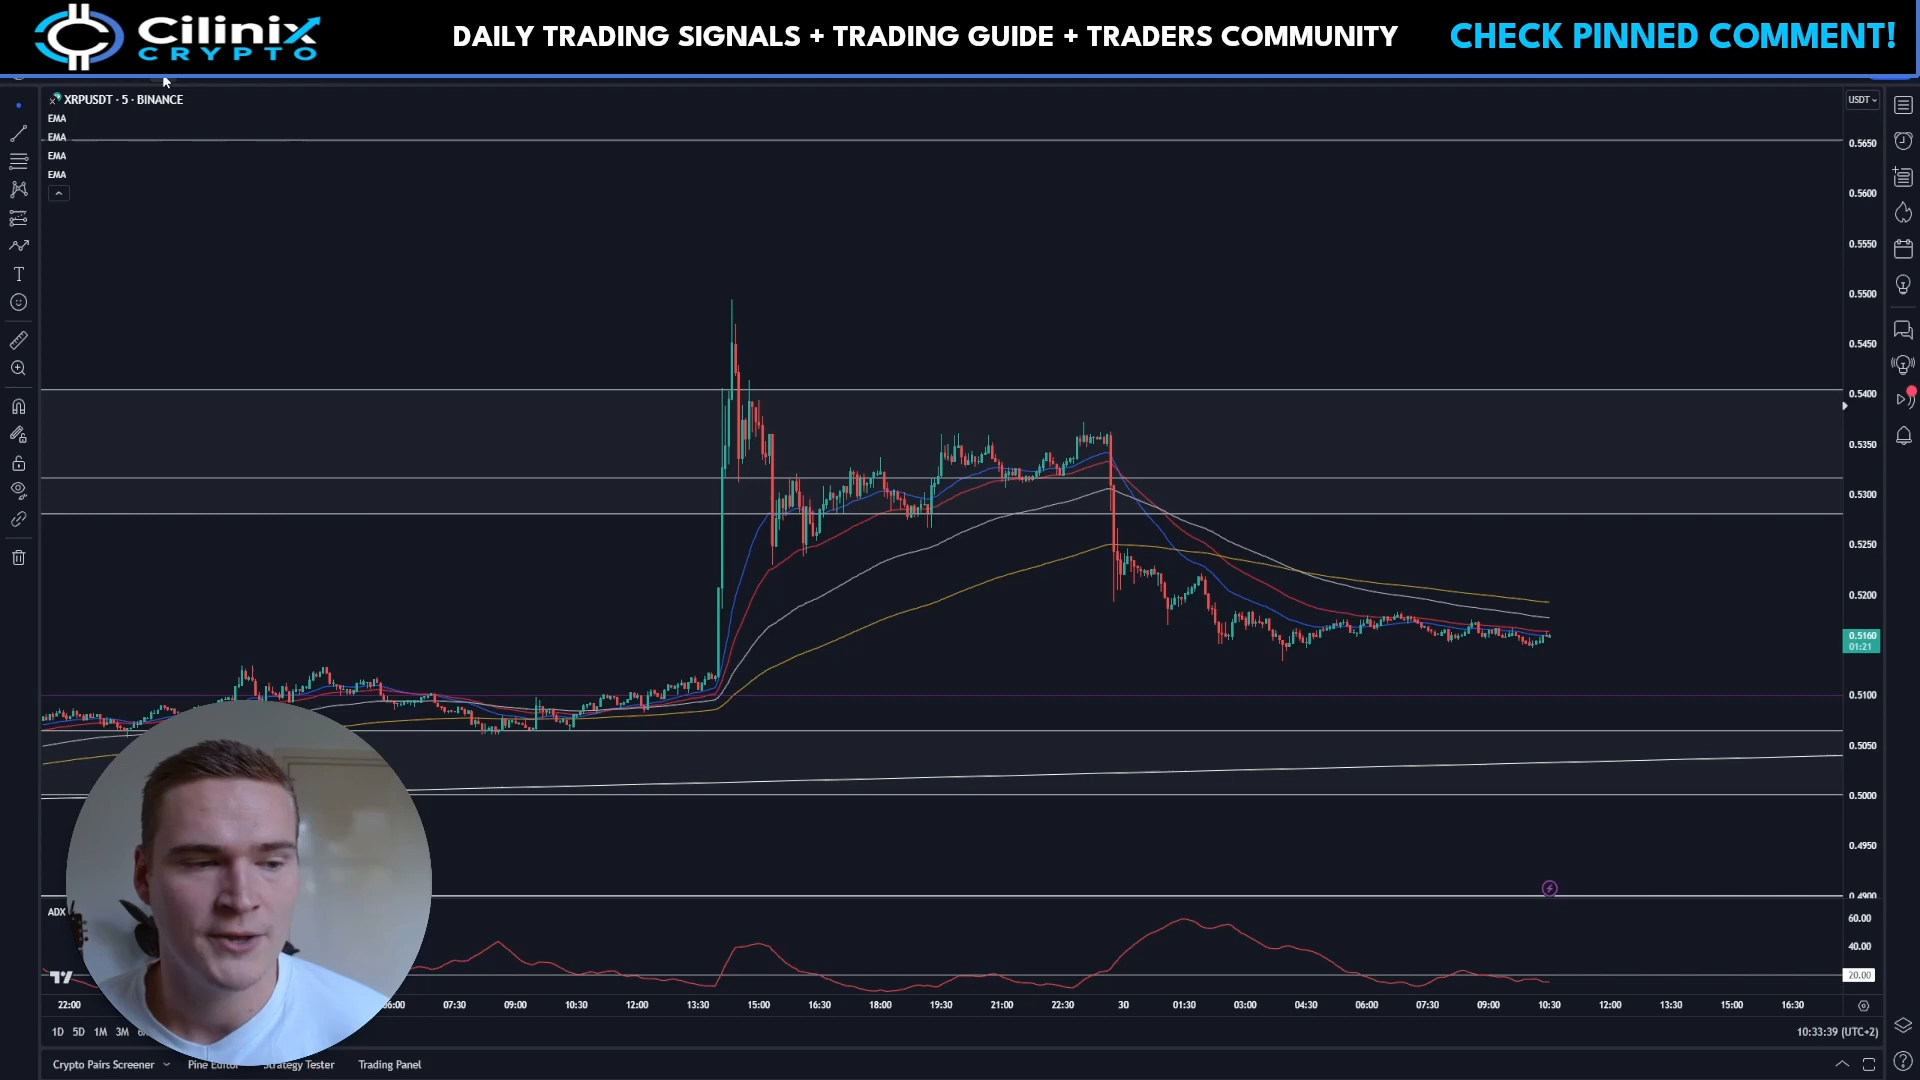 Cilinix
CRYPTO
DAILY TRADING SIGNALS + TRADING GUIDE + TRADERS COMMUNITY
CHECK PINNED COMMENT!
XRPUSDT · 5 · BINANCE
USDT
EMA
EMA
EMA
EMA
0.5650
0.5600
0.5550
0.5500
0.5450
0.5400
0.5350
0.5300
0.5250
0.5200
0.5160
01:21
0.5100
0.5050
0.5000
0.4950
0.4900
ADX
60.00
40.00
20.00
22:00
06:00
07:30
09:00
10:30
12:00
13:30
15:00
16:30
18:00
19:30
21:00
22:30
30
01:30
03:00
04:30
06:00
07:30
09:00
10:30
12:00
13:30
15:00
16:30
1D 5D 1M 3M
10:33:39 (UTC+2)
Crypto Pairs Screener
Pine Editor
Strategy Tester
Trading Panel